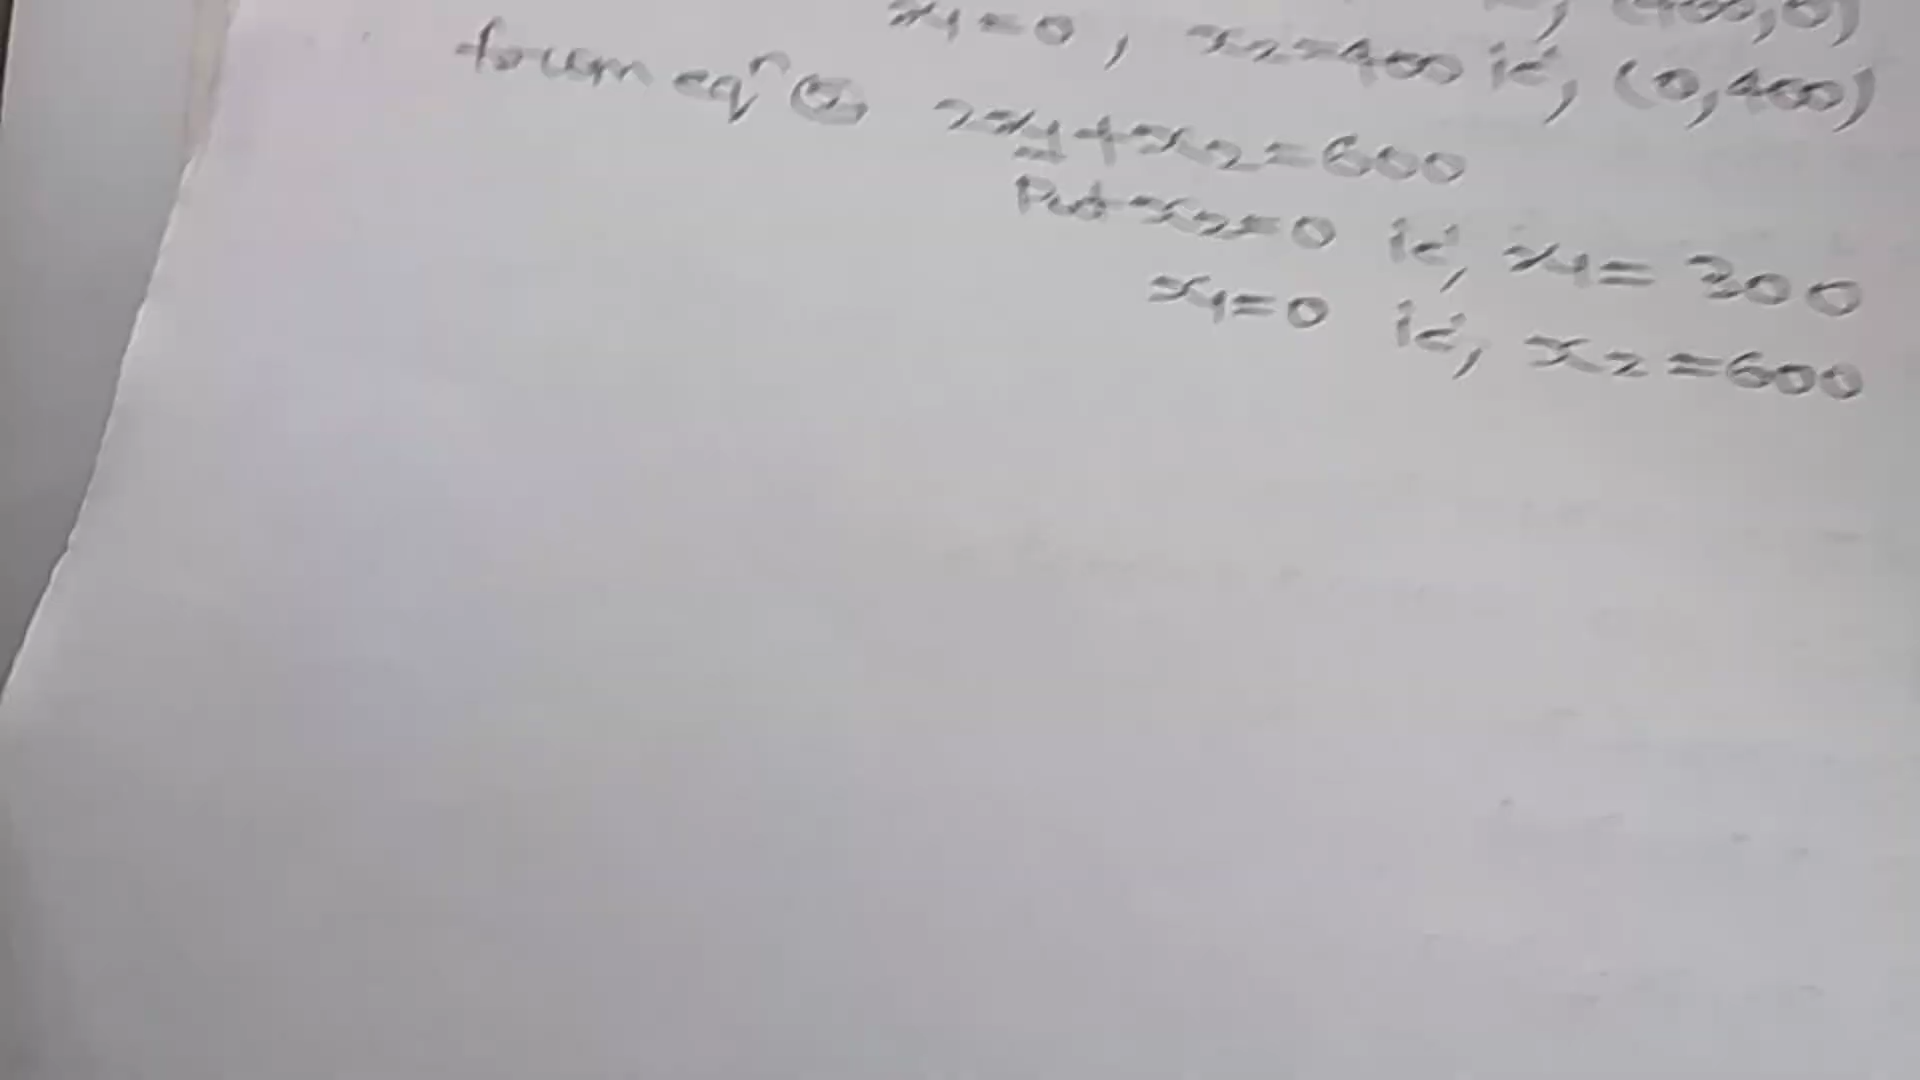 , (400,0)
x1=0, x2=400 ie, (0,400)
from eqn ②, 2x1+x2=600
Put x2=0 ie, x1= 300
x1=0 ie, x2=600